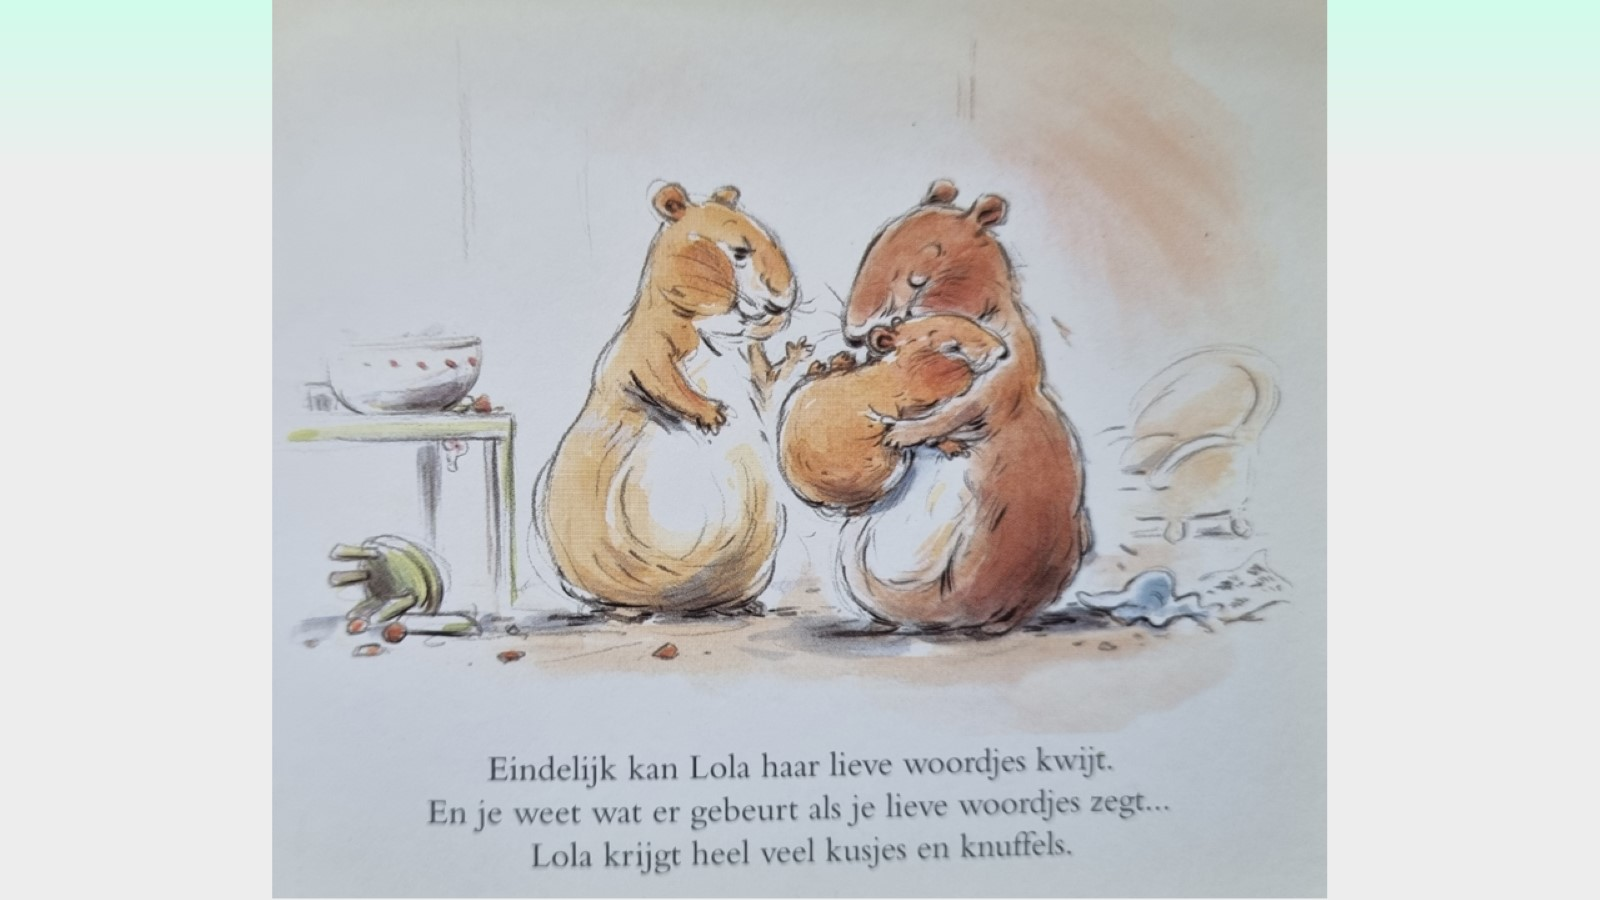 Eindelijk kan Lola haar lieve woordjes kwijt.
En je weet wat er gebeurt als je lieve woordjes zegt...
Lola krijgt heel veel kusjes en knuffels.